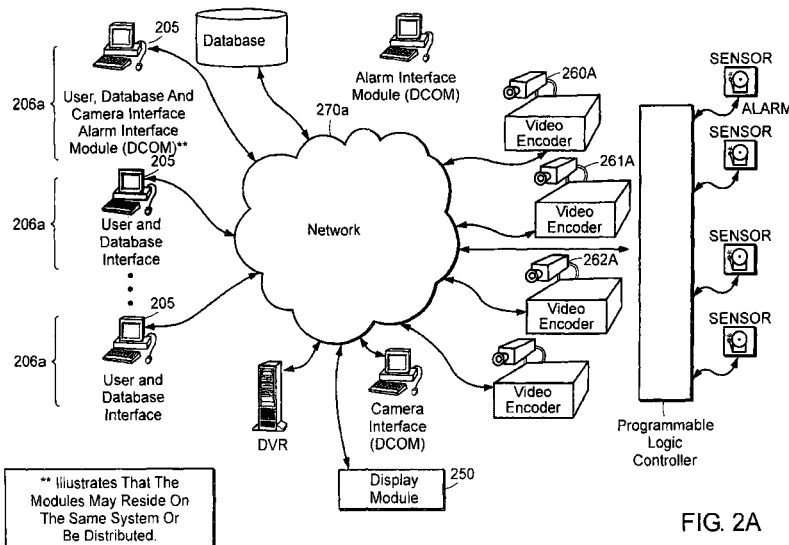 205
Database
206a
User, Database And
Camera Interface
Alarm Interface
Module (DCOM)**
Alarm Interface
Module (DCOM)
270a
Network
205
206a
User and
Database
Interface
205
206a
User and
Database
Interface
DVR
Camera
Interface
(DCOM)
Display
Module
250
260A
Video
Encoder
261A
Video
Encoder
262A
Video
Encoder
Video
Encoder
SENSOR
ALARM
SENSOR
SENSOR
SENSOR
Programmable
Logic
Controller
** Illustrates That The
Modules May Reside On
The Same System Or
Be Distributed.
FIG. 2A